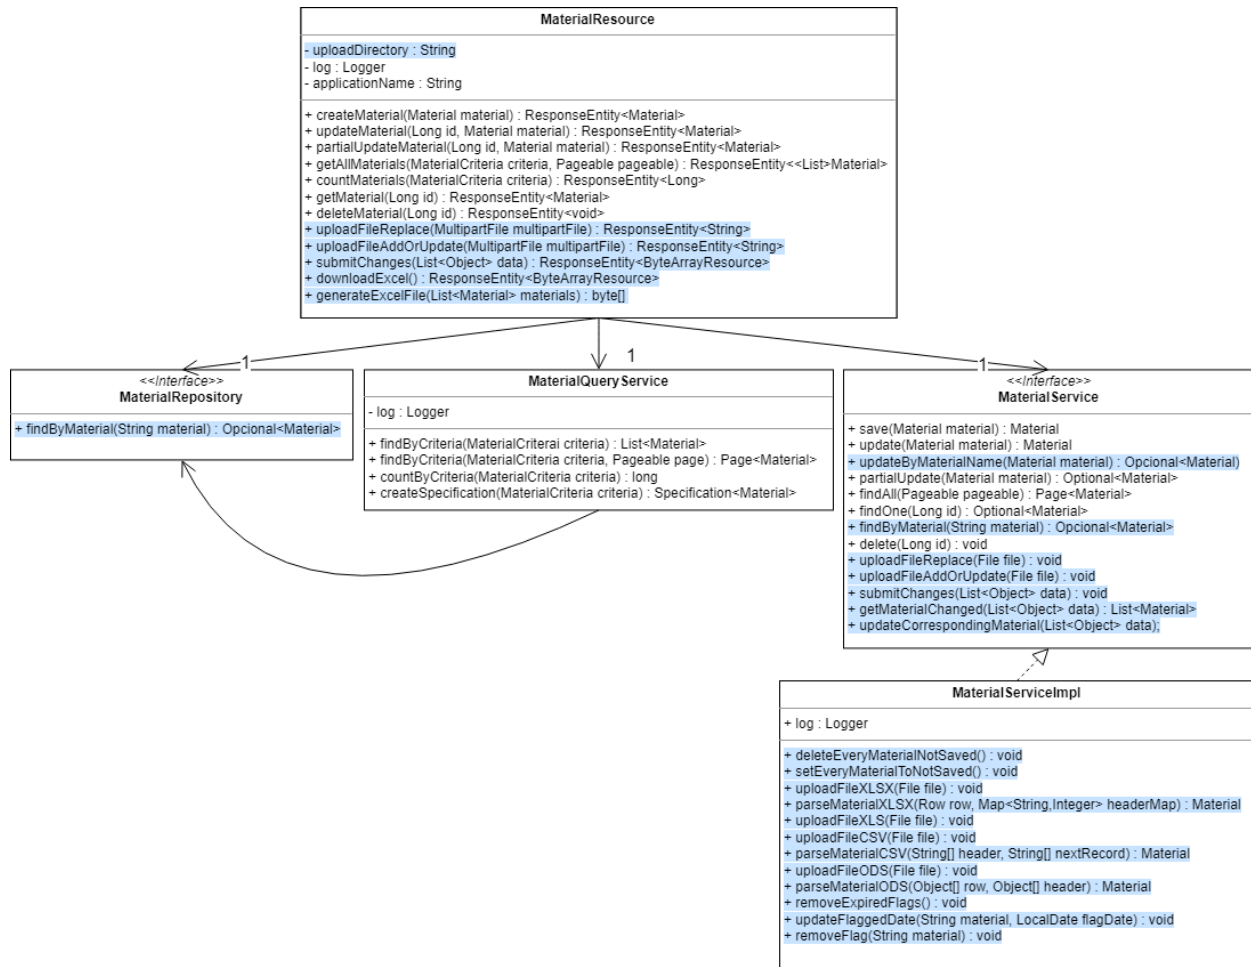 MaterialResource
- uploadDirectory : String
- log : Logger
- applicationName : String
+ createMaterial(Material material) : ResponseEntity<Material>
+ updateMaterial(Long id, Material material) : ResponseEntity<Material>
+ partialUpdateMaterial(Long id, Material material) : ResponseEntity<Material>
+ getAllMaterials(MaterialCriteria criteria, Pageable pageable) : ResponseEntity<<List>Material>
+ countMaterials(MaterialCriteria criteria) : ResponseEntity<Long>
+ getMaterial(Long id) : ResponseEntity<Material>
+ deleteMaterial(Long id) : ResponseEntity<void>
+ uploadFileReplace(MultipartFile multipartFile) : ResponseEntity<String>
+ uploadFileAddOrUpdate(MultipartFile multipartFile) : ResponseEntity<String>
+ submitChanges(List<Object> data) : ResponseEntity<ByteArrayResource>
+ downloadExcel() : ResponseEntity<ByteArrayResource>
+ generateExcelFile(List<Material> materials) : byte[]
1
1
1
<<Interface>>
MaterialRepository
+ findByMaterial(String material) : Opcional<Material>
MaterialQueryService
- log : Logger
+ findByCriteria(MaterialCriterai criteria) : List<Material>
+ findByCriteria(MaterialCriteria criteria, Pageable page) : Page<Material>
+ countByCriteria(MaterialCriteria criteria) : long
+ createSpecification(MaterialCriteria criteria) : Specification<Material>
<<Interface>>
MaterialService
+ save(Material material) : Material
+ update(Material material) : Material
+ updateByMaterialName(Material material) : Opcional<Material)
+ partialUpdate(Material material) : Optional<Material>
+ findAll(Pageable pageable) : Page<Material>
+ findOne(Long id) : Optional<Material>
+ findByMaterial(String material) : Opcional<Material>
+ delete(Long id) : void
+ uploadFileReplace(File file) : void
+ uploadFileAddOrUpdate(File file) : void
+ submitChanges(List<Object> data) : void
+ getMaterialChanged(List<Object> data) : List<Material>
+ updateCorrespondingMaterial(List<Object> data);
MaterialServiceImpl
+ log : Logger
+ deleteEveryMaterialNotSaved() : void
+ setEveryMaterialToNotSaved() : void
+ uploadFileXLSX(File file) : void
+ parseMaterialXLSX(Row row, Map<String,Integer> headerMap) : Material
+ uploadFileXLS(File file) : void
+ uploadFileCSV(File file) : void
+ parseMaterialCSV(String[] header, String[] nextRecord) : Material
+ uploadFileODS(File file) : void
+ parseMaterialODS(Object[] row, Object[] header) : Material
+ removeExpiredFlags() : void
+ updateFlaggedDate(String material, LocalDate flagDate) : void
+ removeFlag(String material) : void